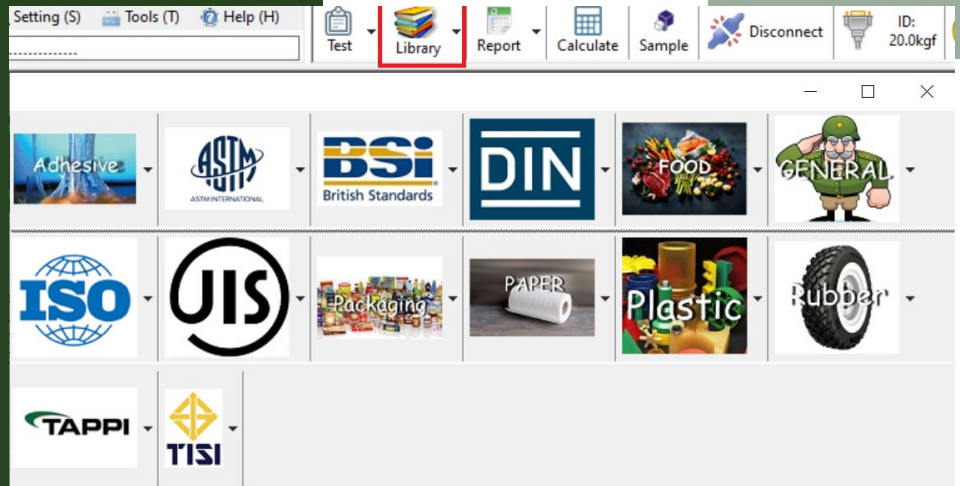 Setting (S) Tools (T) Help (H)
--------------
Test
Library
Report
Calculate
Sample
Disconnect
ID:
20.0kgf
Adhesive
ASTM
ASTM INTERNATIONAL
BSi
British Standards
DIN
FOOD
GENERAL
ISO
JIS
Packaging
PAPER
Plastic
Rubber
TAPPI
TISI